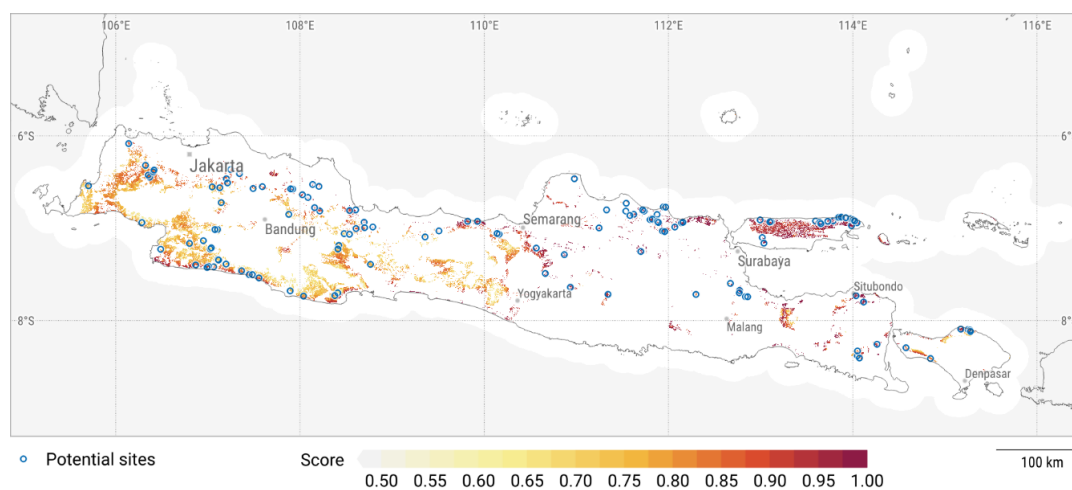 106°E 108°E 110°E 112°E 114°E 116°E
6°S 6°
Jakarta
Semarang
Bandung
Surabaya
Situbondo
Yogyakarta
8°S 8°
Malang
Denpasar
Potential sites Score 100 km
0.50 0.55 0.60 0.65 0.70 0.75 0.80 0.85 0.90 0.95 1.00